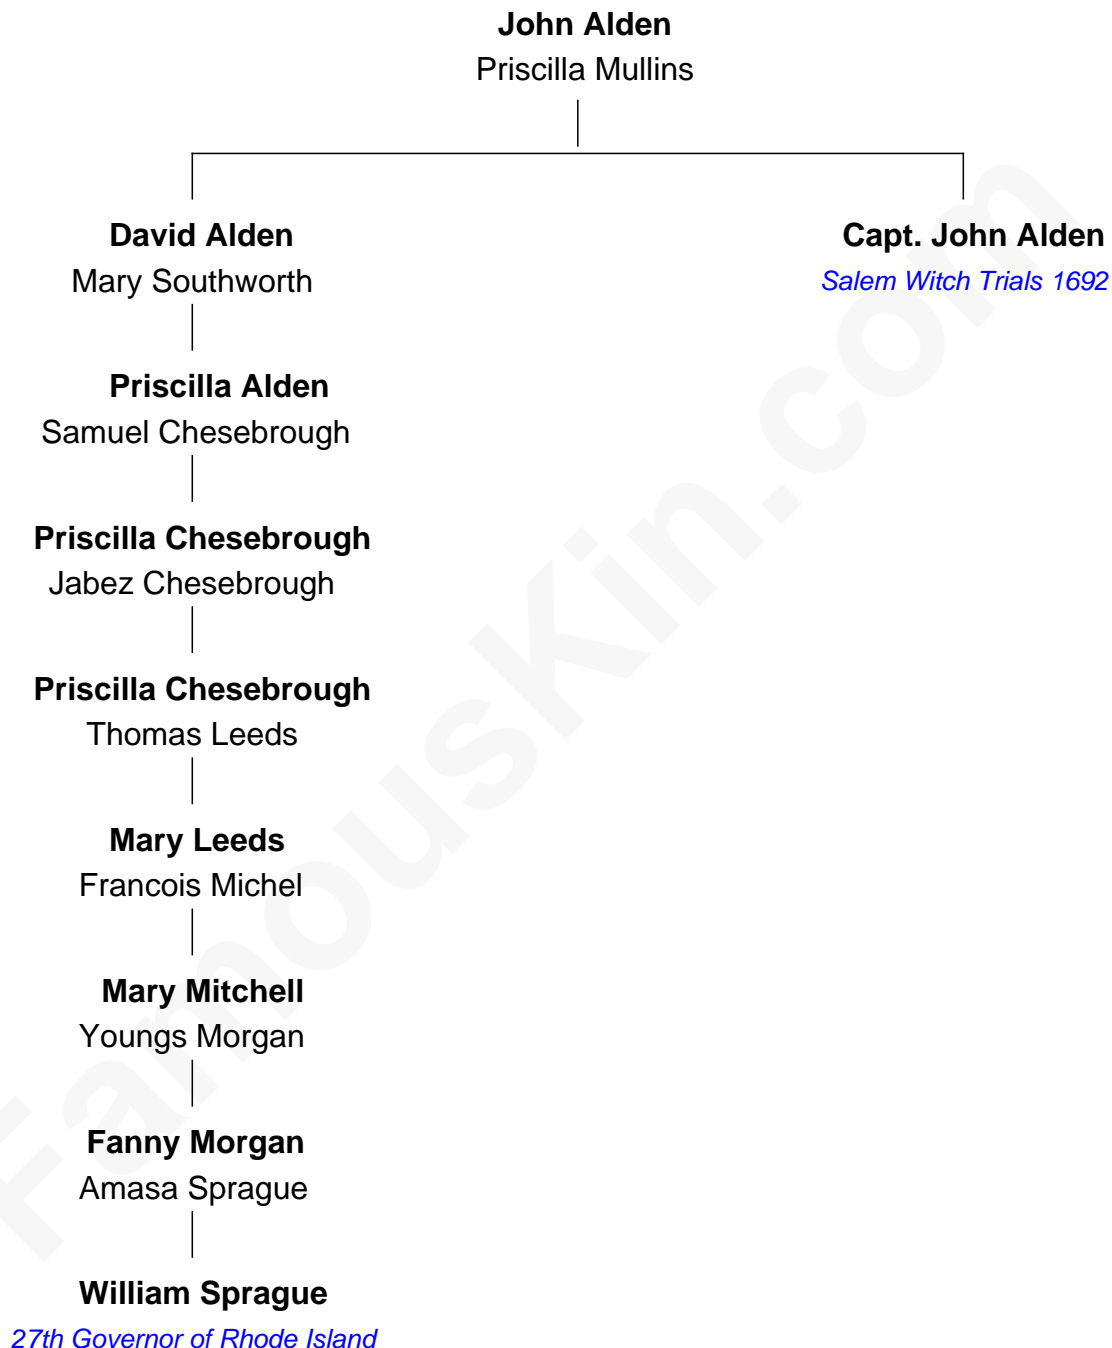 John Alden
Priscilla Mullins
David Alden
Mary Southworth
Capt. John Alden
Salem Witch Trials 1692
Priscilla Alden
Samuel Chesebrough
Priscilla Chesebrough
Jabez Chesebrough
Priscilla Chesebrough
Thomas Leeds
Mary Leeds
Francois Michel
Mary Mitchell
Youngs Morgan
Fanny Morgan
Amasa Sprague
William Sprague
27th Governor of Rhode Island
FamousKin.com